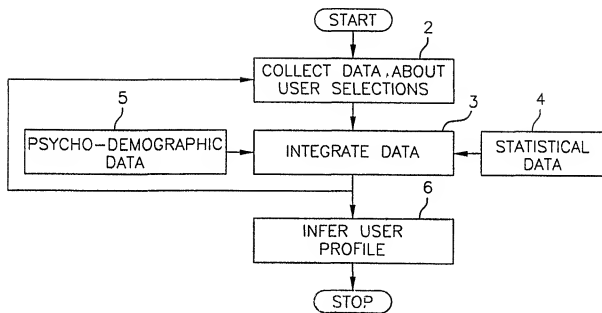 START
2
COLLECT DATA, ABOUT
USER SELECTIONS
5
3
4
PSYCHO-DEMOGRAPHIC
DATA
INTEGRATE DATA
STATISTICAL
DATA
6
INFER USER
PROFILE
STOP